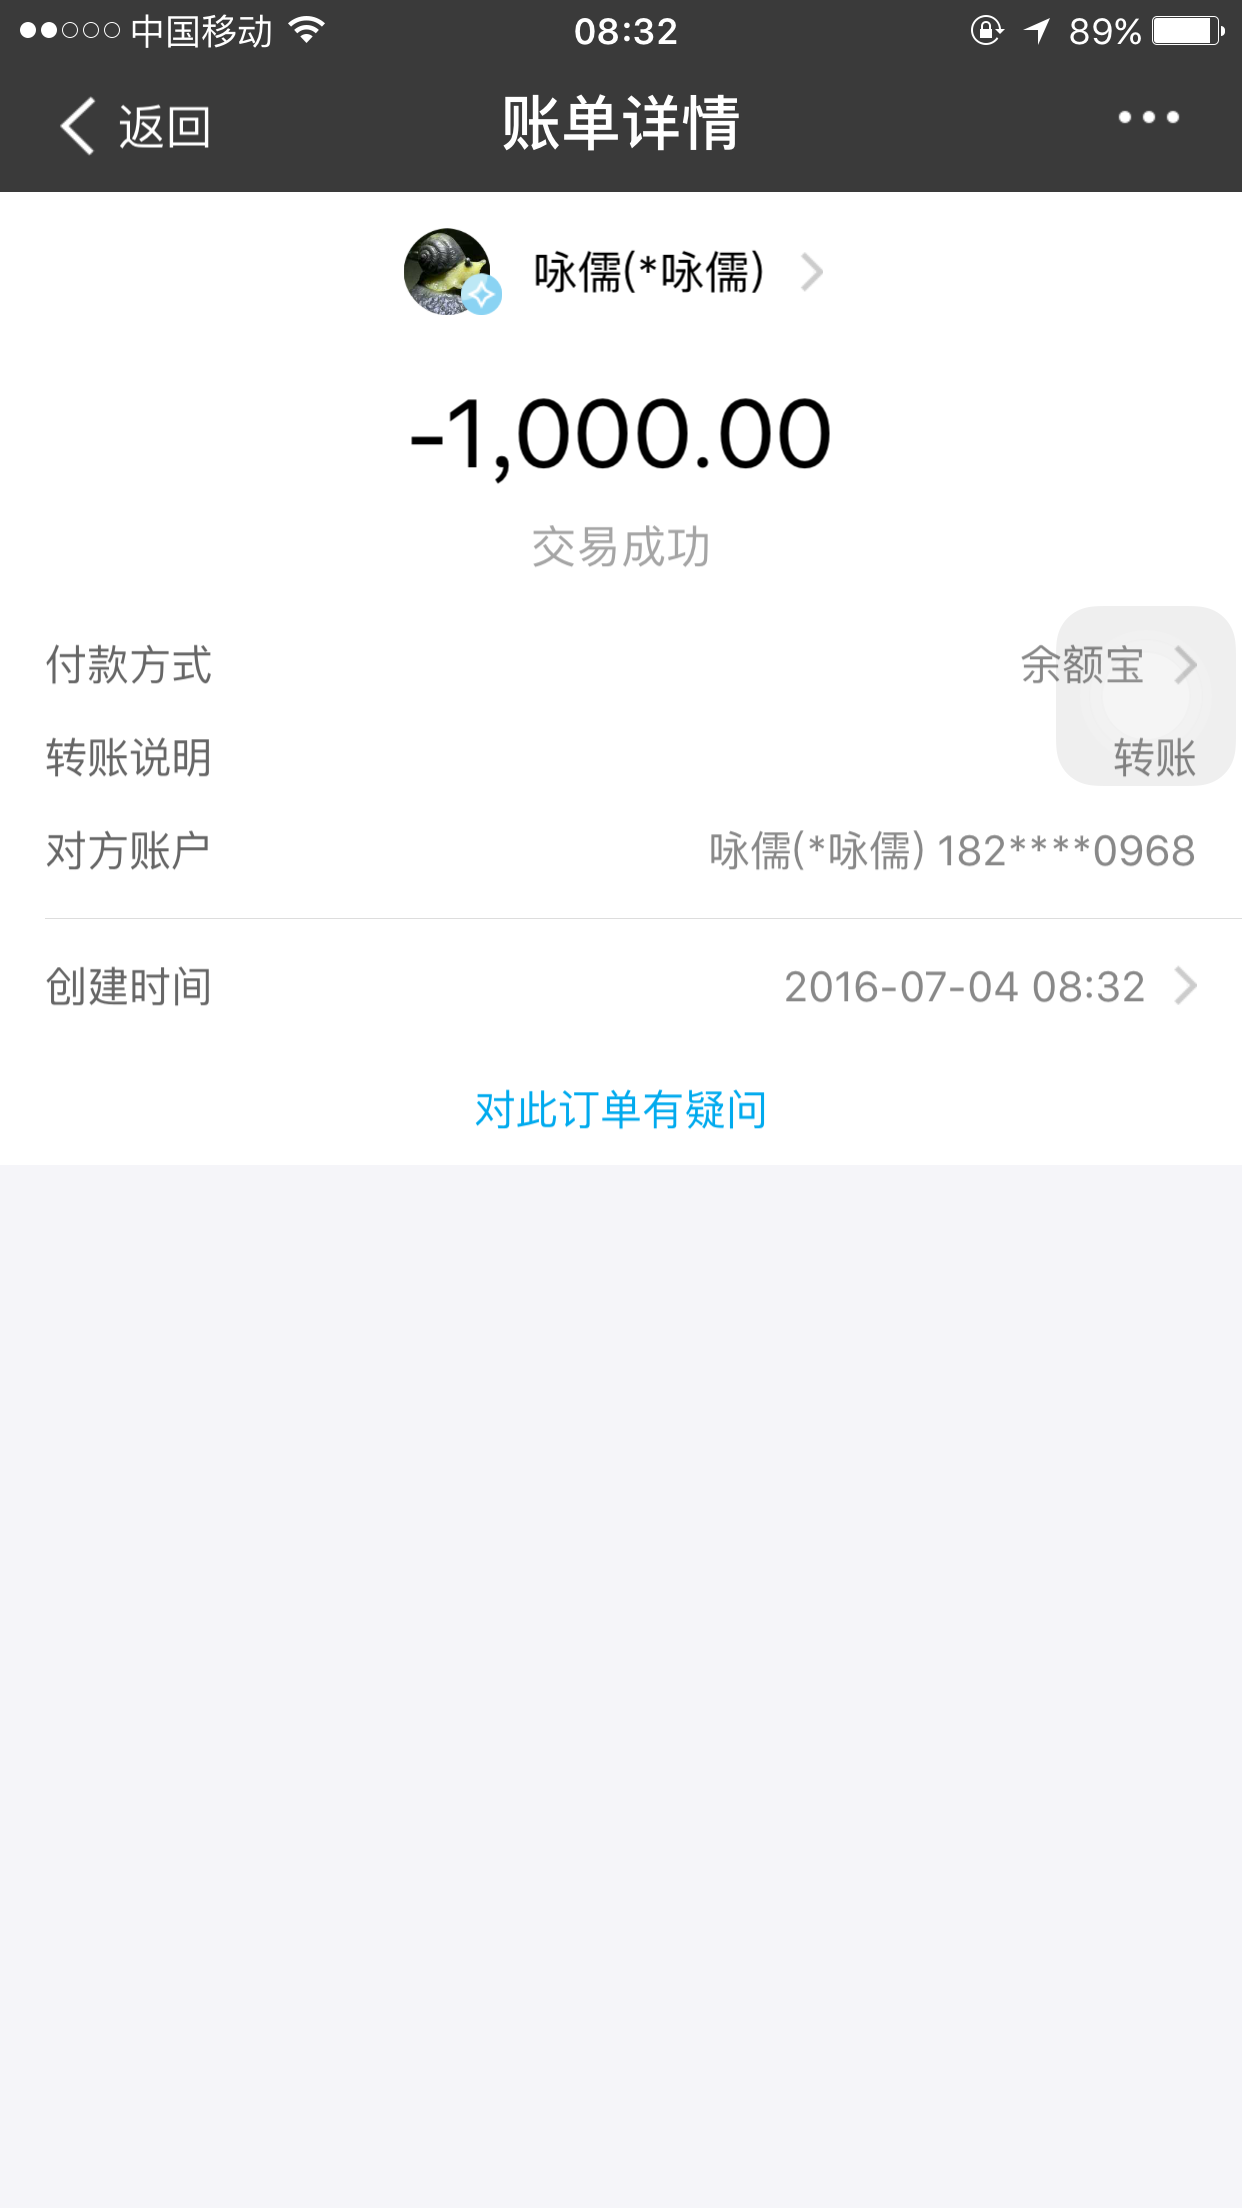 中国移动 08:32 89%
返回 账单详情
咏儒(*咏儒)
-1,000.00
交易成功
付款方式 余额宝
转账说明 转账
对方账户 咏儒(*咏儒) 182****0968
创建时间 2016-07-04 08:32
对此订单有疑问